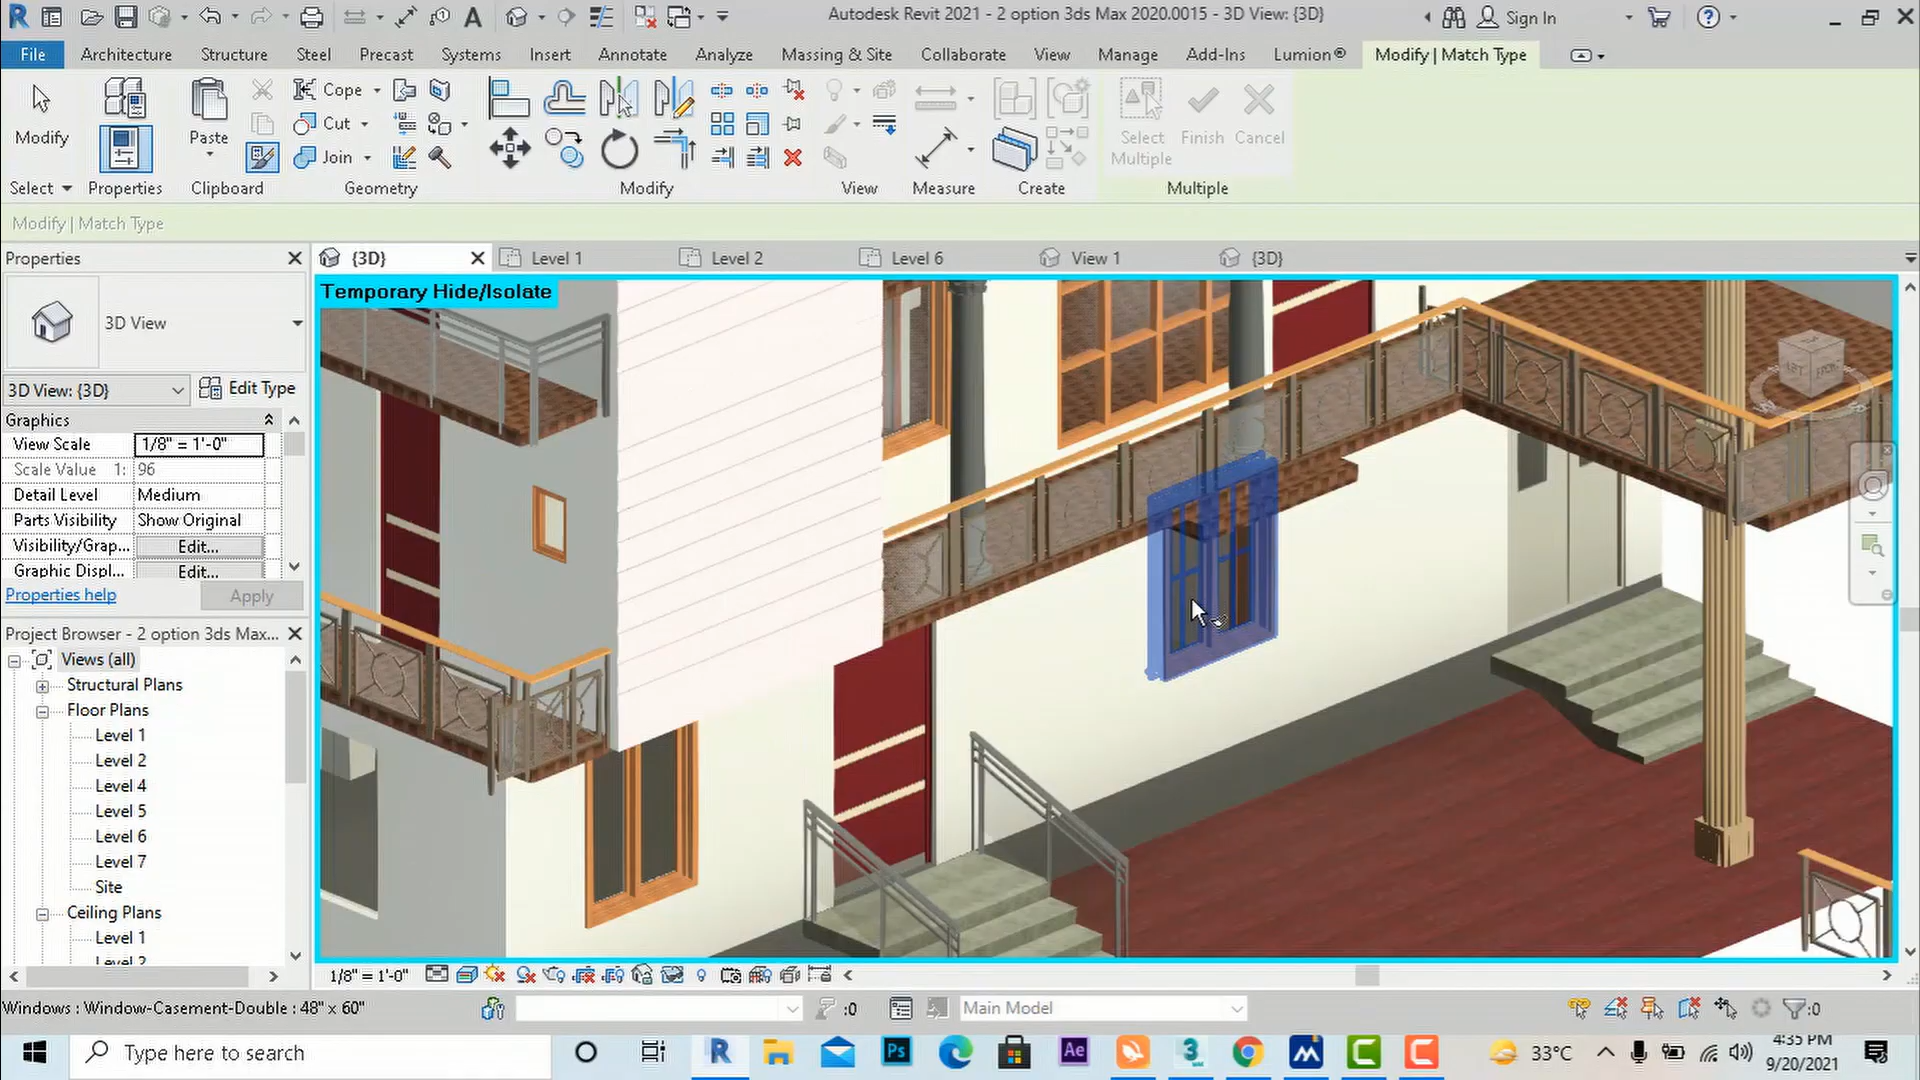 Autodesk Revit 2021 - 2 option 3ds Max 2020.0015 - 3D View: {3D}
Sign In
File
Architecture
Structure
Steel
Precast
Systems
Insert
Annotate
Analyze
Massing & Site
Collaborate
View
Manage
Add-Ins
Lumion®
Modify | Match Type
Modify
Paste
Cope
Cut
Join
Select Multiple
Finish
Cancel
Select
Properties
Clipboard
Geometry
Modify
View
Measure
Create
Multiple
Modify | Match Type
Properties
{3D}
Level 1
Level 2
Level 6
View 1
{3D}
Temporary Hide/Isolate
3D View
3D View: {3D}
Edit Type
Graphics
View Scale
1/8" = 1'-0"
Scale Value 1:
96
Detail Level
Medium
Parts Visibility
Show Original
Visibility/Grap...
Edit...
Graphic Displ...
Edit...
Properties help
Apply
Project Browser - 2 option 3ds Max...
Views (all)
Structural Plans
Floor Plans
Level 1
Level 2
Level 4
Level 5
Level 6
Level 7
Site
Ceiling Plans
Level 1
Level 2
1/8" = 1'-0"
Windows : Window-Casement-Double : 48" x 60"
:0
Main Model
:0
Type here to search
Ps
Ae
33°C
4:35 PM
9/20/2021